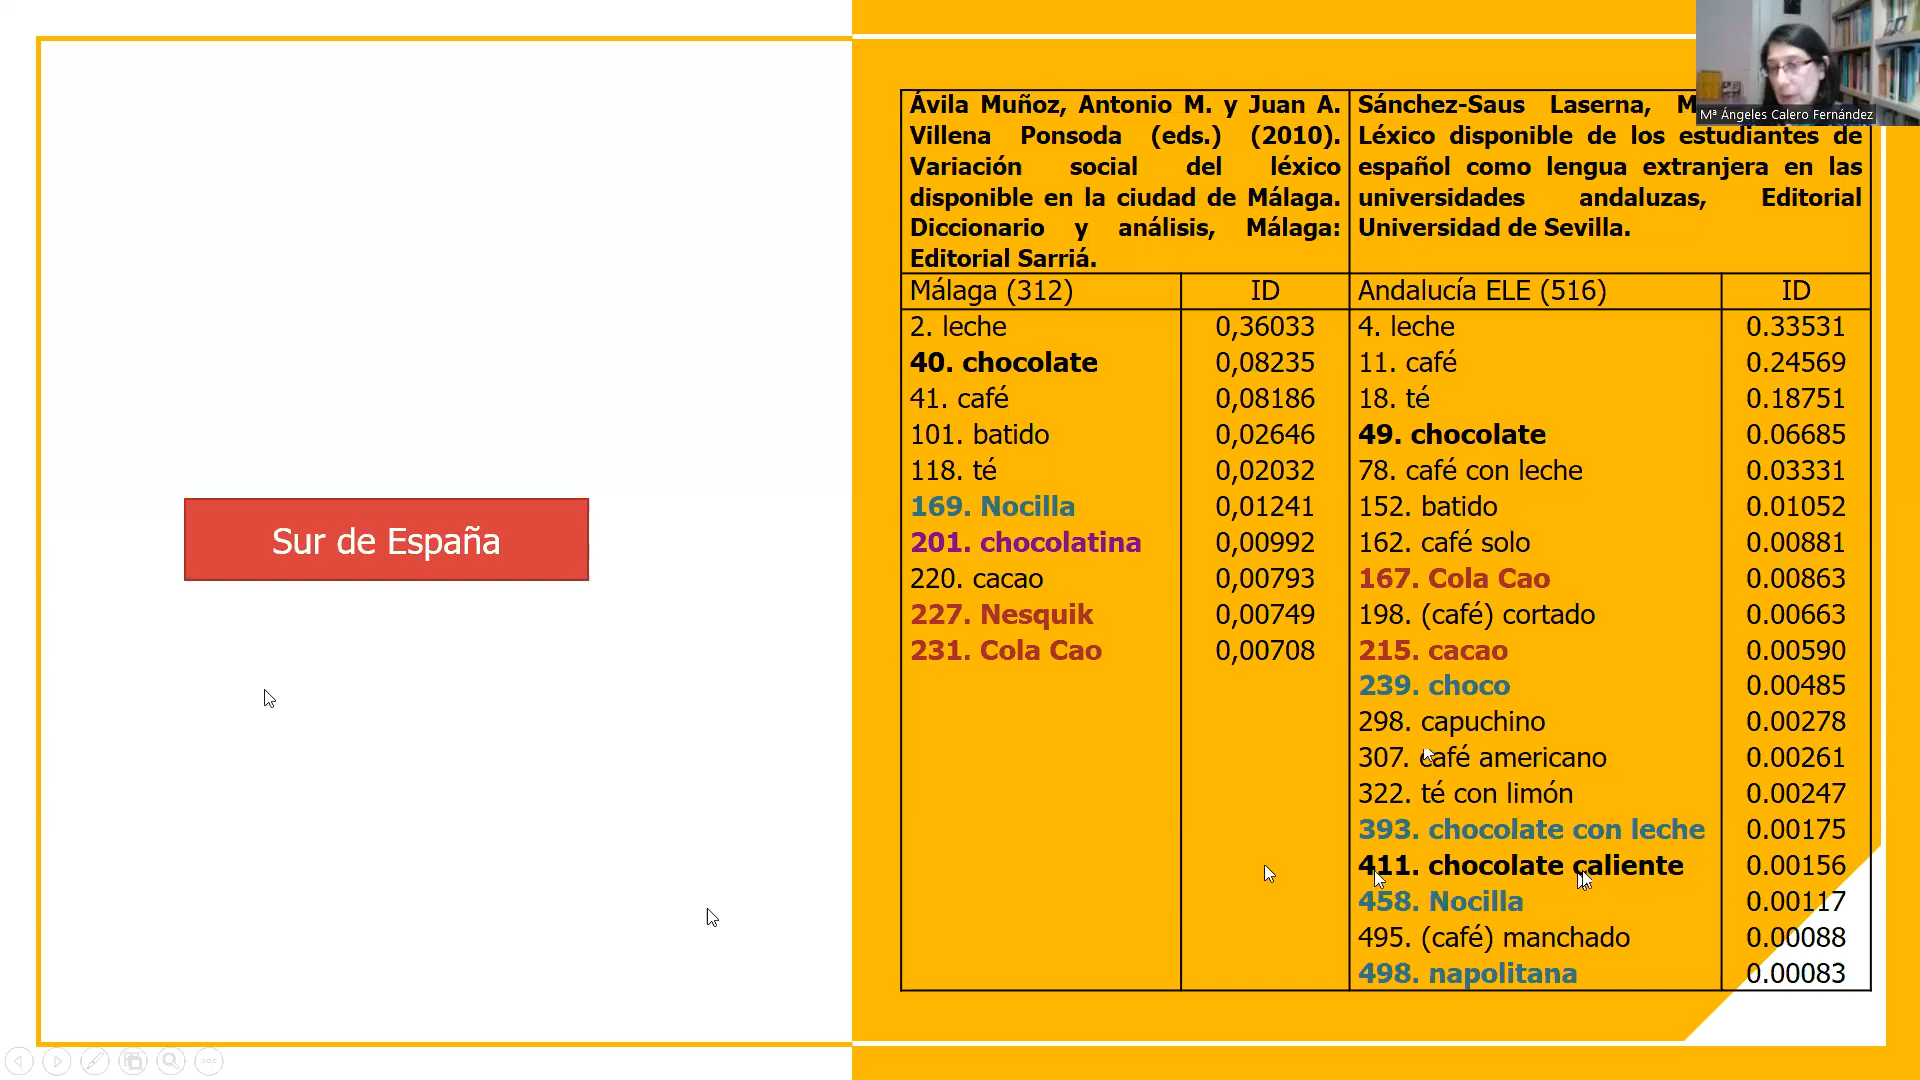 Mª Ángeles Calero Fernández
Sur de España
Ávila Muñoz, Antonio M. y Juan A.
Villena Ponsoda (eds.) (2010).
Variación social del léxico
disponible en la ciudad de Málaga.
Diccionario y análisis, Málaga:
Editorial Sarriá.
Sánchez-Saus Laserna, M
Léxico disponible de los estudiantes de
español como lengua extranjera en las
universidades andaluzas, Editorial
Universidad de Sevilla.
Málaga (312) ID
2. leche 0,36033
40. chocolate 0,08235
41. café 0,08186
101. batido 0,02646
118. té 0,02032
169. Nocilla 0,01241
201. chocolatina 0,00992
220. cacao 0,00793
227. Nesquik 0,00749
231. Cola Cao 0,00708
Andalucía ELE (516) ID
4. leche 0.33531
11. café 0.24569
18. té 0.18751
49. chocolate 0.06685
78. café con leche 0.03331
152. batido 0.01052
162. café solo 0.00881
167. Cola Cao 0.00863
198. (café) cortado 0.00663
215. cacao 0.00590
239. choco 0.00485
298. capuchino 0.00278
307. café americano 0.00261
322. té con limón 0.00247
393. chocolate con leche 0.00175
411. chocolate caliente 0.00156
458. Nocilla 0.00117
495. (café) manchado 0.00088
498. napolitana 0.00083